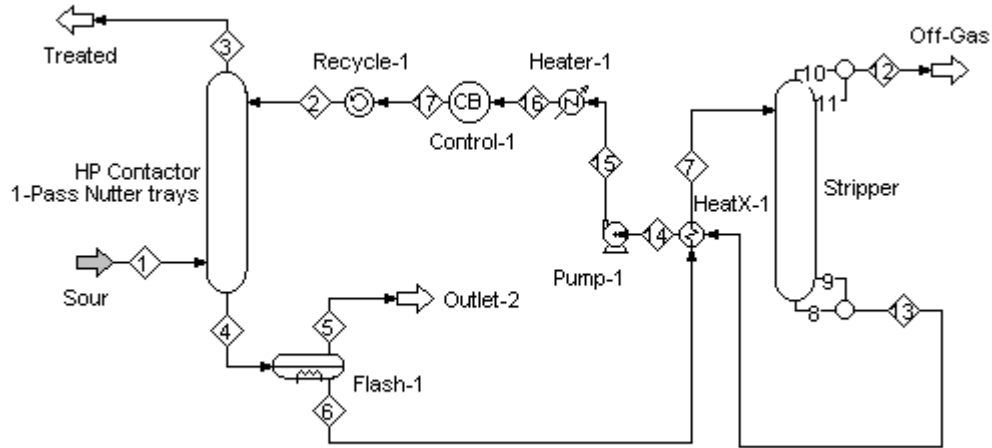 Treated
3
Recycle-1
Heater-1
Off-Gas
10
12
11
2
17
CB
16
Control-1
HP Contactor
1-Pass Nutter trays
15
7
Stripper
HeatX-1
14
Pump-1
1
Sour
9
8
13
4
5
Outlet-2
Flash-1
6